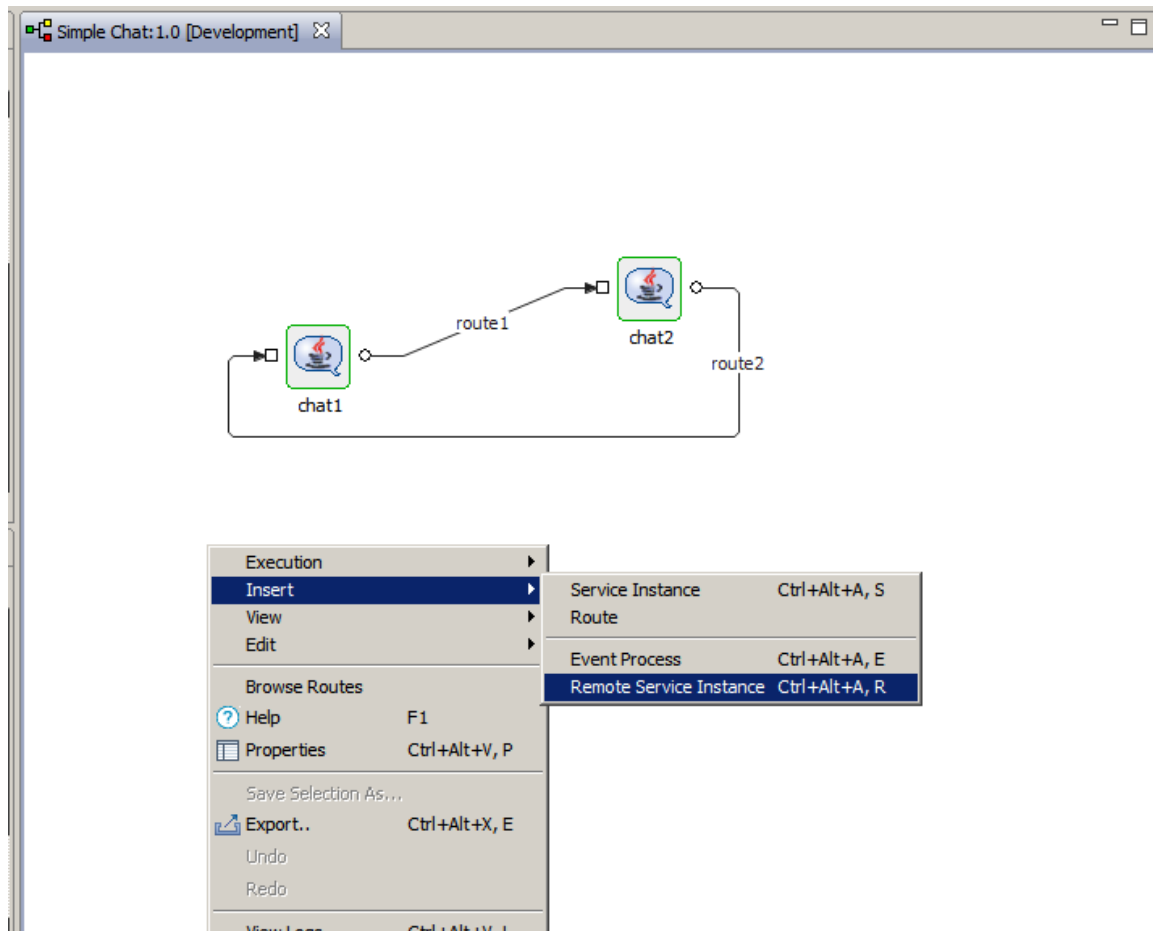 Simple Chat:1.0 [Development]
route1
chat2
route2
chat1
Execution
Insert
View
Edit
Browse Routes
Help F1
Properties Ctrl+Alt+V, P
Save Selection As...
Export.. Ctrl+Alt+X, E
Undo
Redo
View Logs
Service Instance Ctrl+Alt+A, S
Route
Event Process Ctrl+Alt+A, E
Remote Service Instance Ctrl+Alt+A, R